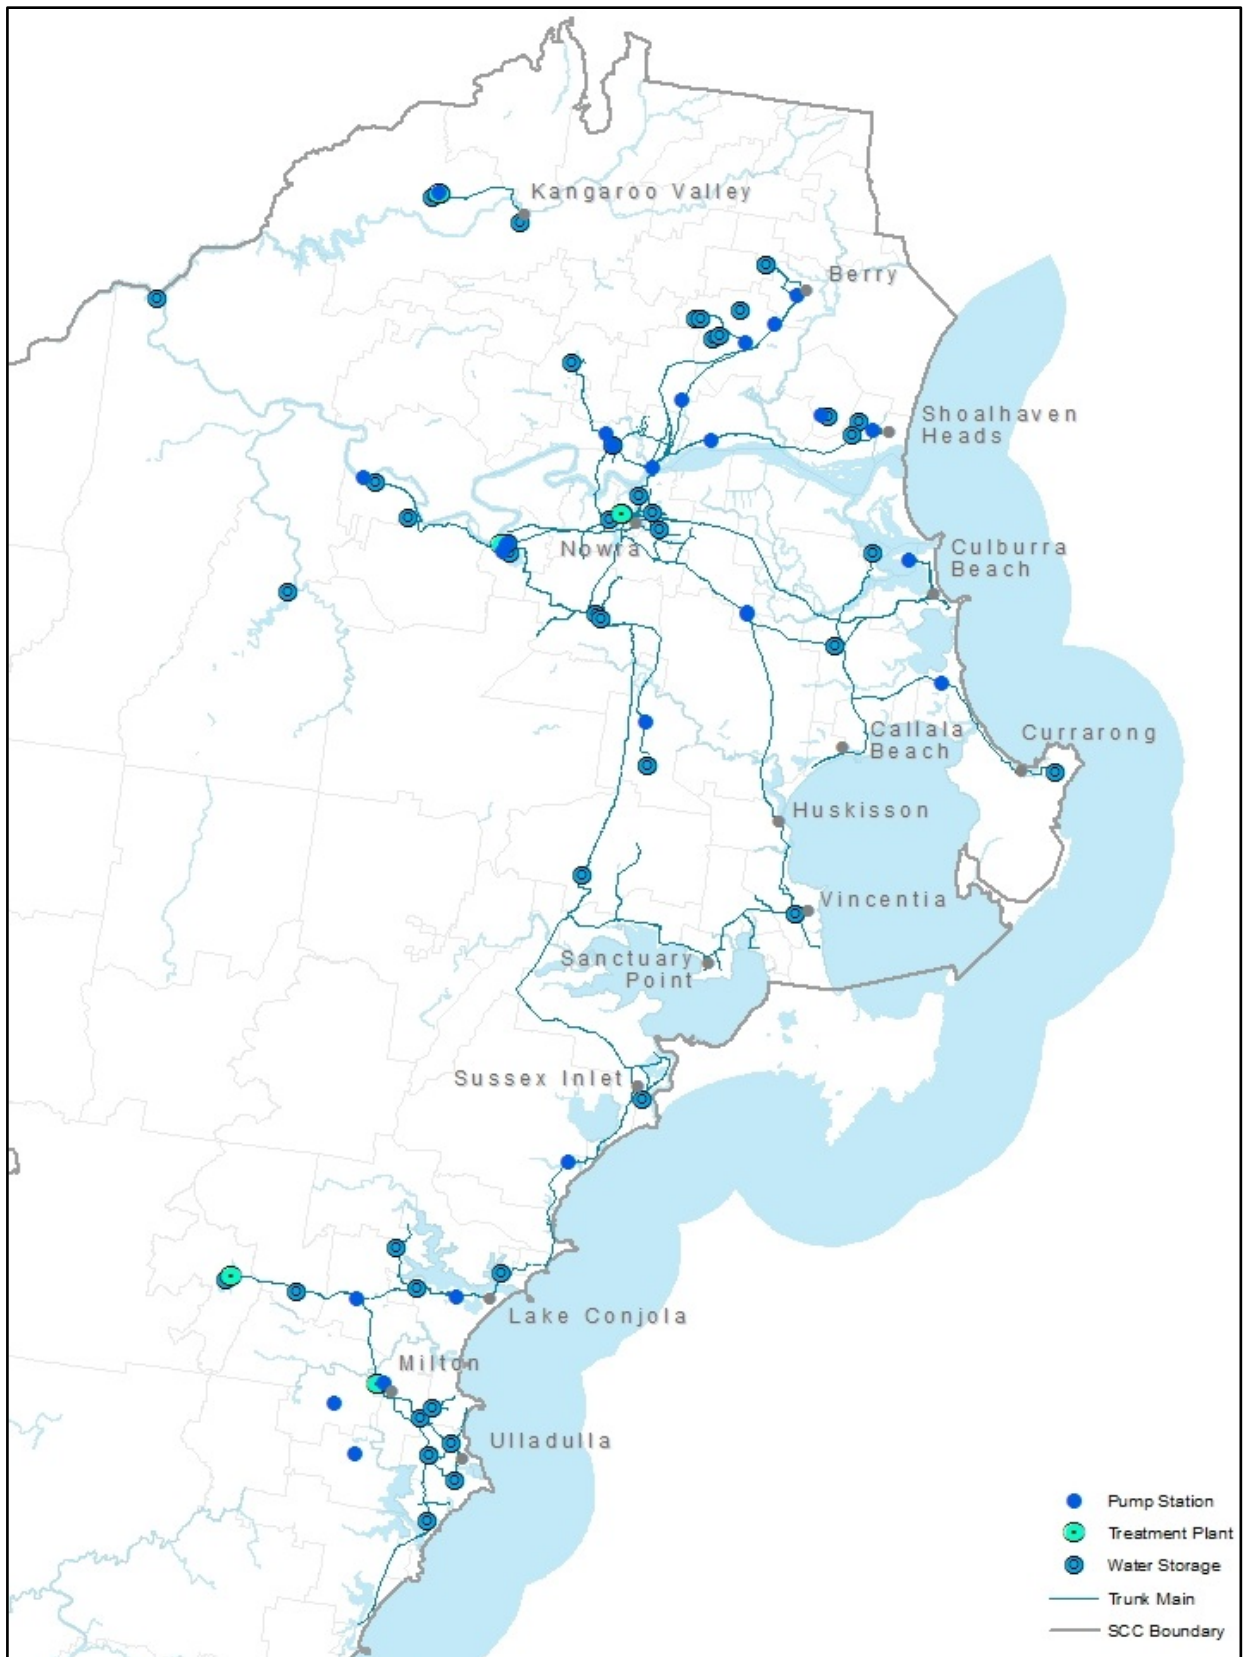 Kangaroo Valley
Berry
Shoalhaven
Heads
Culburra
Beach
Nowra
Callala
Beach
Currarong
Huskisson
Vincentia
Sanctuary
Point
Sussex Inlet
Lake Conjola
Milton
Ulladulla
Pump Station
Treatment Plant
Water Storage
Trunk Main
SCC Boundary